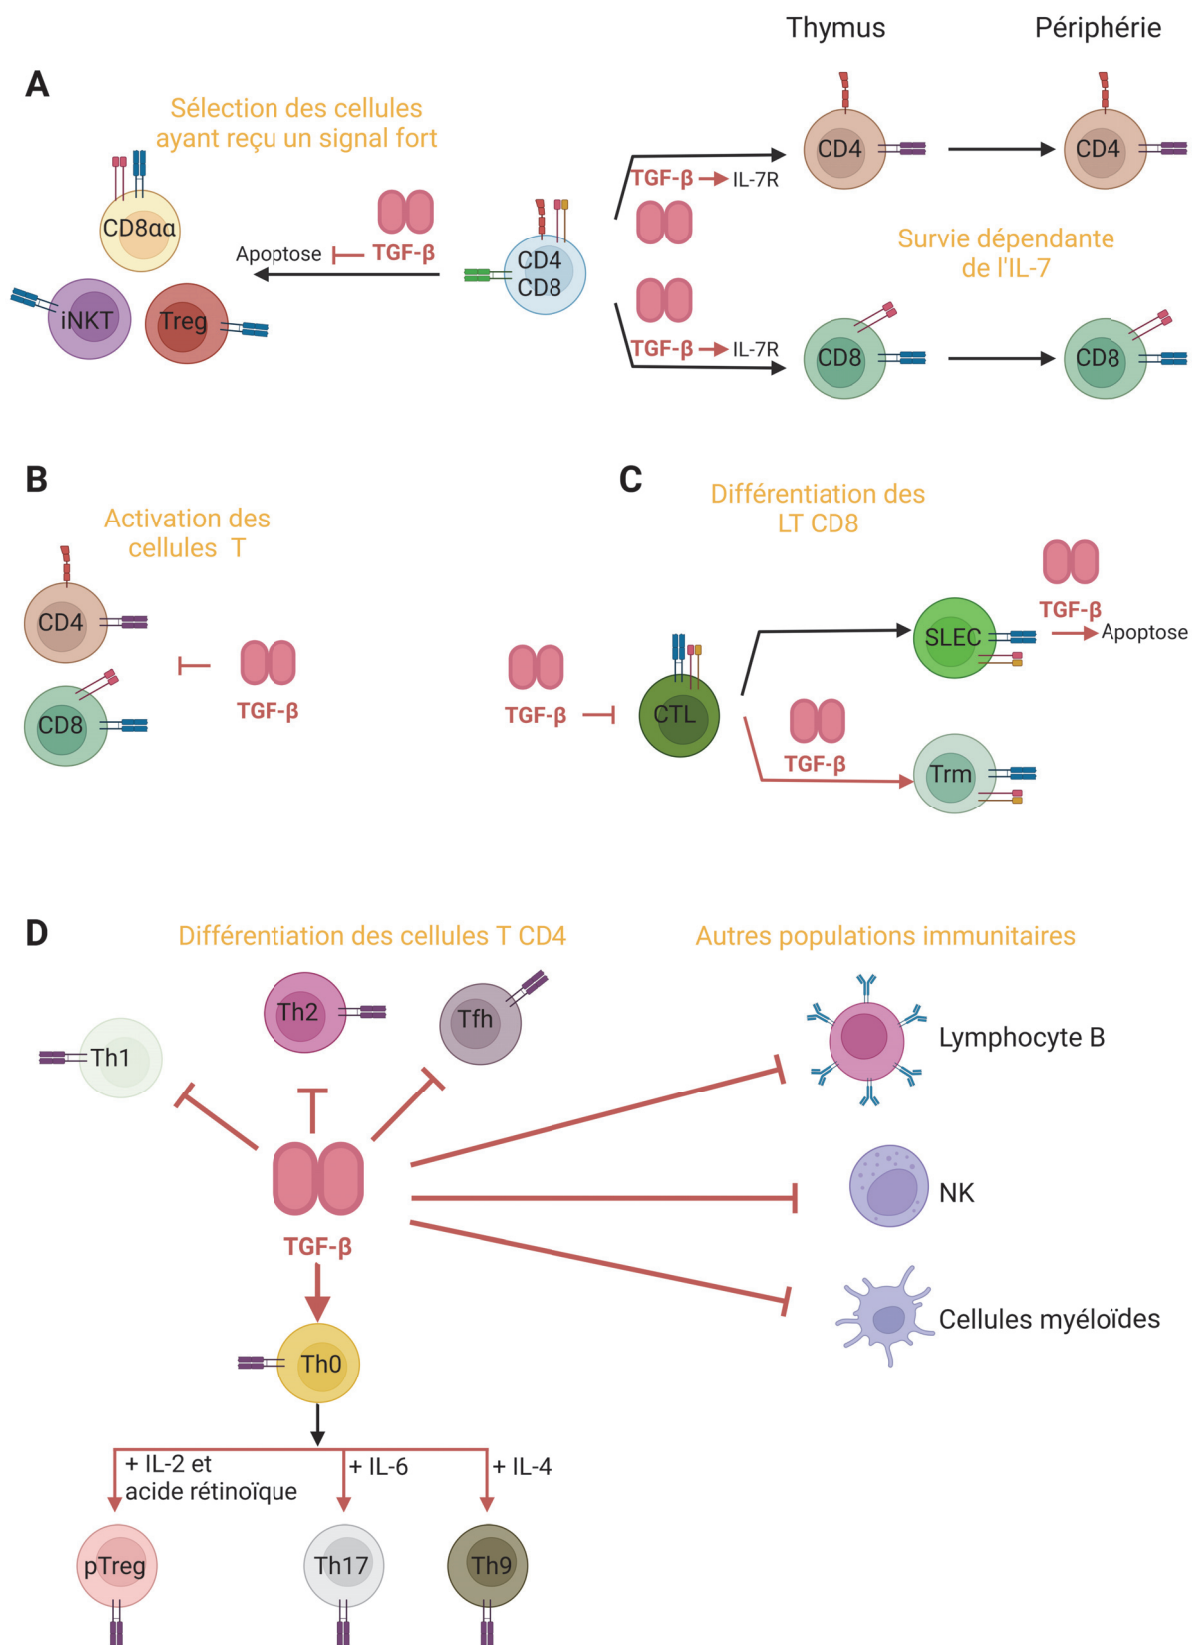 Thymus
Périphérie
A
Sélection des cellules
ayant reçu un signal fort
CD8αα
iNKT
Treg
Apoptose
TGF-β
CD4
CD8
TGF-β
IL-7R
TGF-β
IL-7R
CD4
CD4
Survie dépendante
de l'IL-7
CD8
CD8
B
Activation des
cellules T
CD4
CD8
TGF-β
C
Différentiation des
LT CD8
TGF-β
CTL
SLEC
TGF-β
Apoptose
TGF-β
Trm
D
Différentiation des cellules T CD4
Autres populations immunitaires
Th1
Th2
Tfh
TGF-β
Lymphocyte B
NK
Cellules myéloïdes
Th0
+ IL-2 et
acide rétinoïque
+ IL-6
+ IL-4
pTreg
Th17
Th9